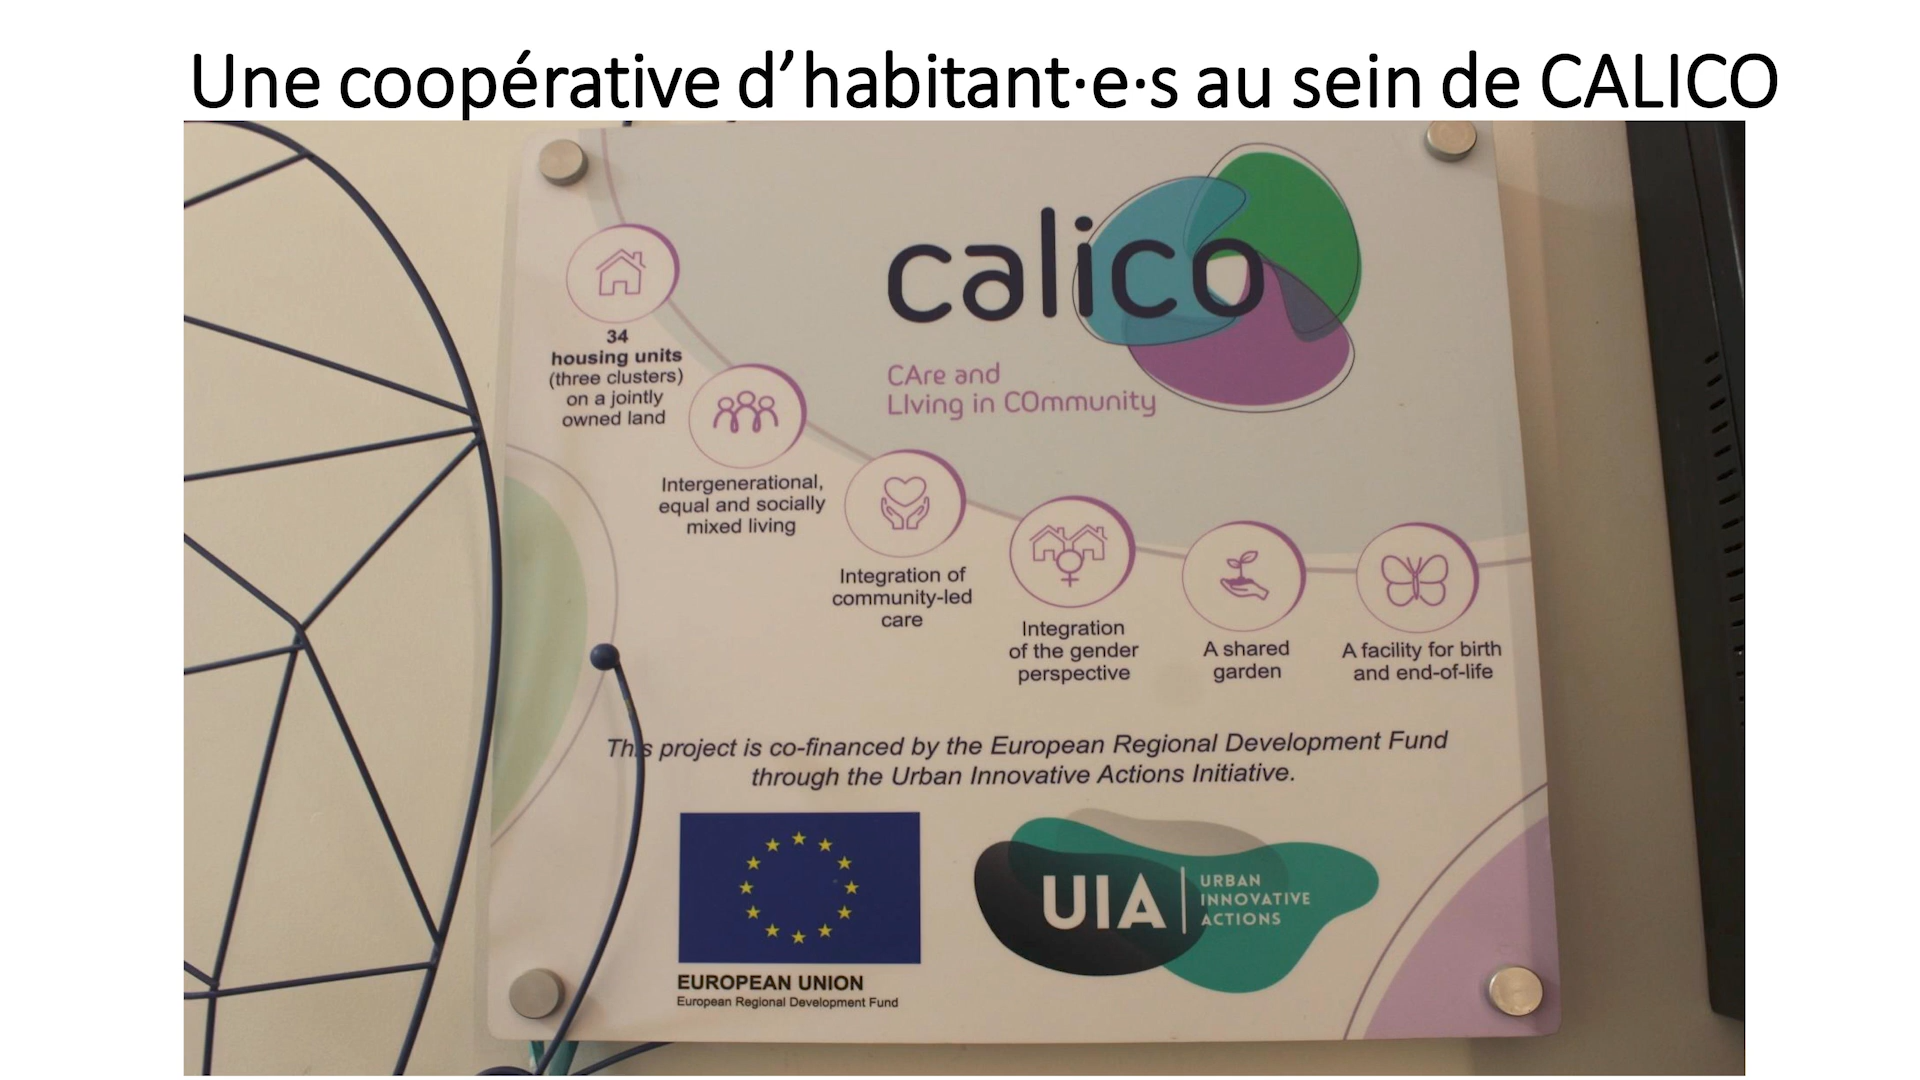 Une coopérative d’habitant·e·s au sein de CALICO
calico
CAre and
LIving in COmmunity
34
housing units
(three clusters)
on a jointly
owned land
Intergenerational,
equal and socially
mixed living
Integration of
community-led
care
Integration
of the gender
perspective
A shared
garden
A facility for birth
and end-of-life
This project is co-financed by the European Regional Development Fund
through the Urban Innovative Actions Initiative.
EUROPEAN UNION
European Regional Development Fund
UIA
URBAN
INNOVATIVE
ACTIONS